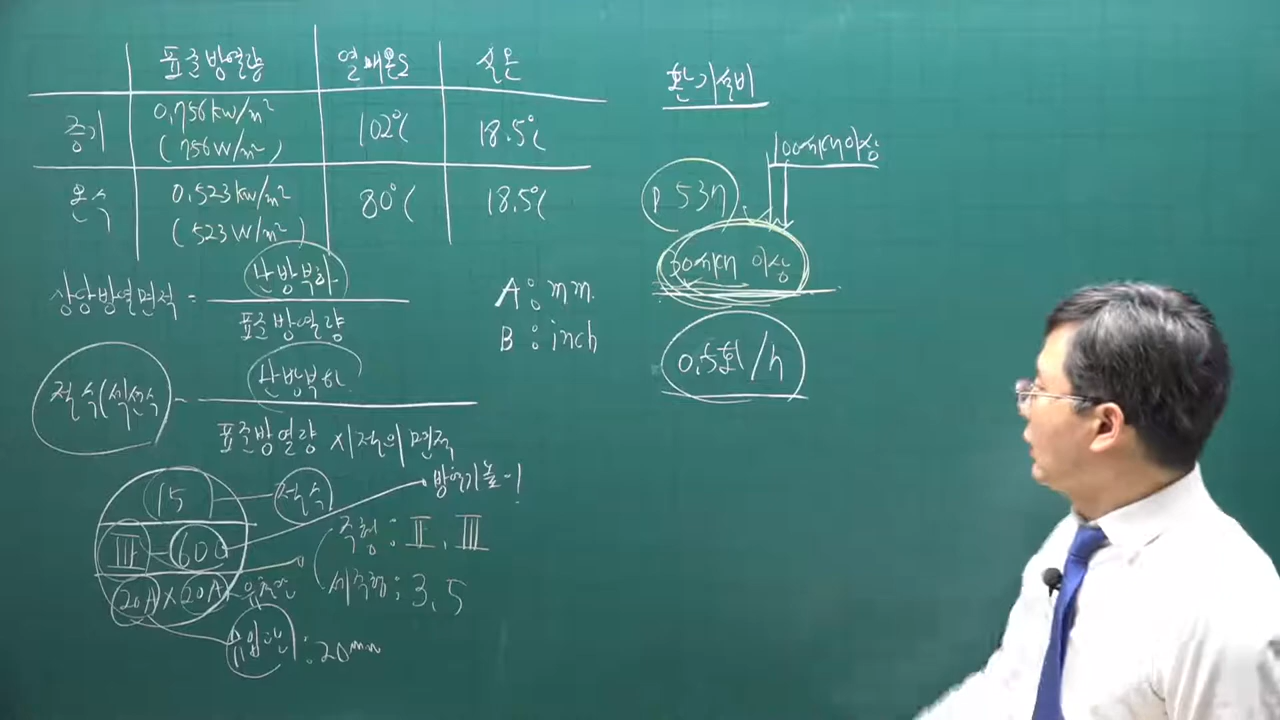 표준방열량 열매온도 실온
증기 0.756kw/m² 102℃ 18.5℃
(756W/m²)
온수 0.523kw/m² 80℃ 18.5℃
(523W/m²)
상당방열면적 = 난방부하
표준방열량
절수(섹션수 = 난방부하
표준방열량 x 1절의 면적
15 절수
III - 600 방열기높이
20A x 20A 유출관
유입관 : 20mm
주형 : II, III
세주형 : 3, 5
A : mm
B : inch
환기설비
100세대이상
P 537
30세대 이상
0.5회/h